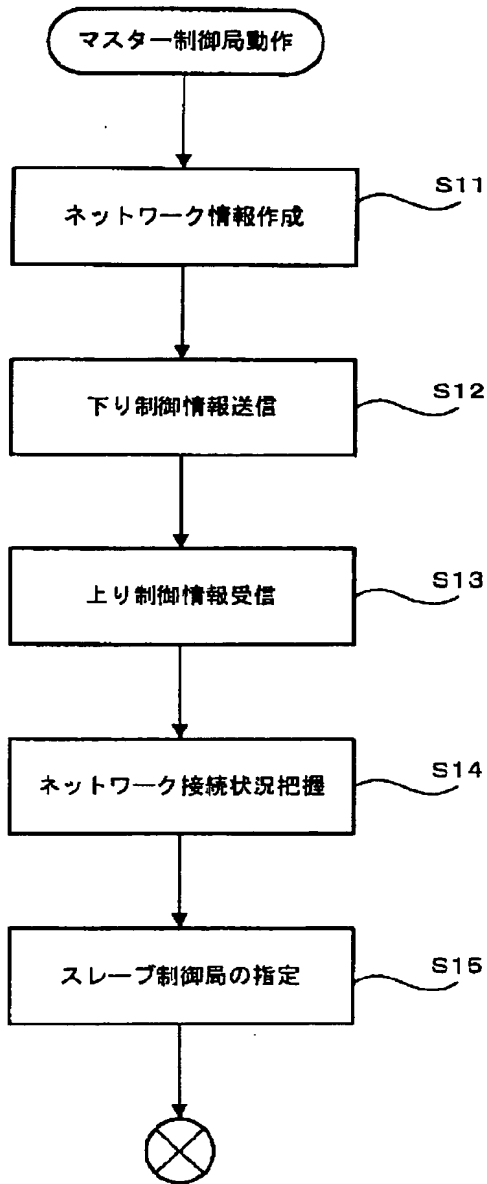 マスター制御局動作
S11
ネットワーク情報作成
S12
下り制御情報送信
S13
上り制御情報受信
S14
ネットワーク接続状況把握
S15
スレーブ制御局の指定